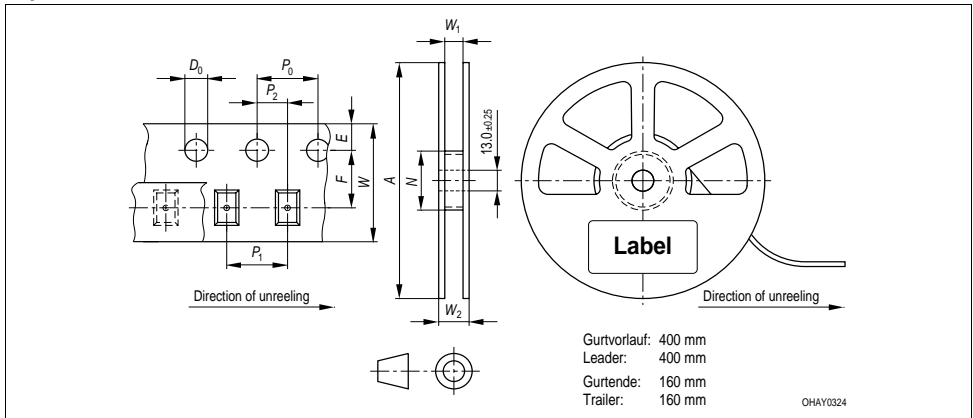 D0
P0
P2
E
F
W
P1
Direction of unreeling
W1
A
N
13.0 ±0.25
W2
Label
Direction of unreeling
Gurtvorlauf: 400 mm
Leader: 400 mm
Gurtende: 160 mm
Trailer: 160 mm
OHAY0324